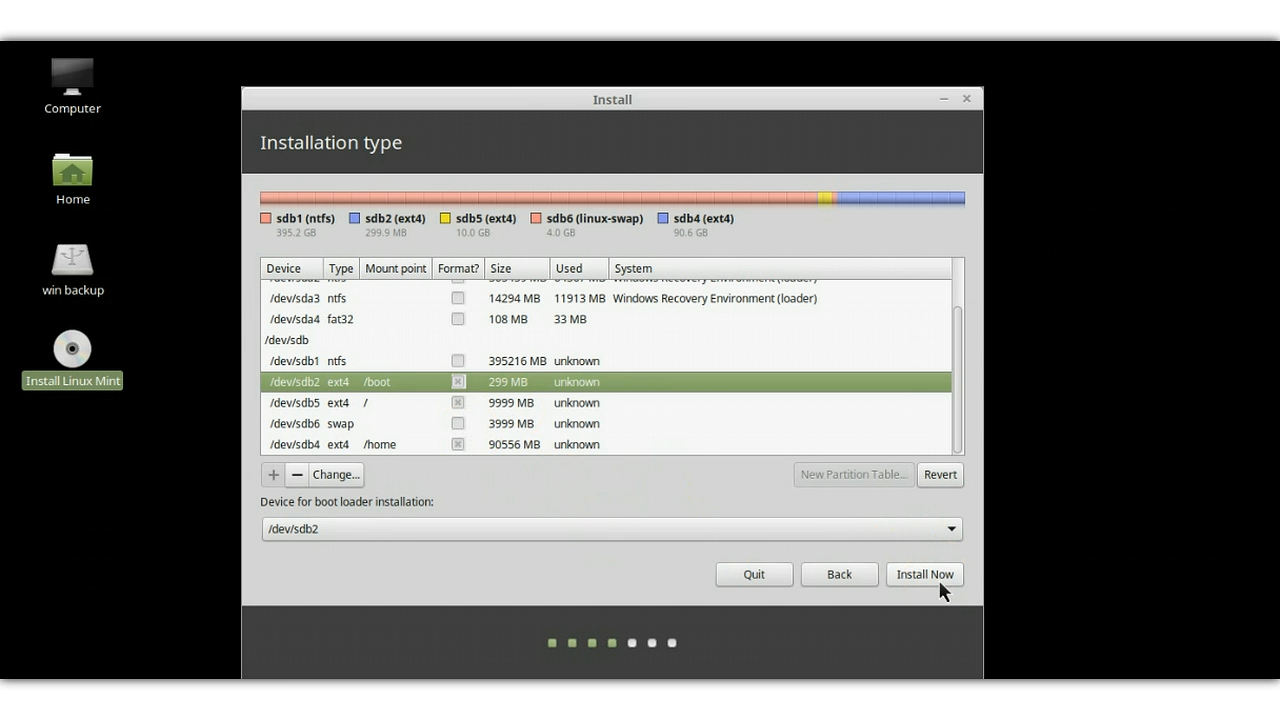 Computer
Home
win backup
Install Linux Mint
Install
Installation type
sdb1 (ntfs) sdb2 (ext4) sdb5 (ext4) sdb6 (linux-swap) sdb4 (ext4)
395.2 GB 299.9 MB 10.0 GB 4.0 GB 90.6 GB
Device Type Mount point Format? Size Used System
/dev/sda3 ntfs 14294 MB 11913 MB Windows Recovery Environment (loader)
/dev/sda4 fat32 108 MB 33 MB
/dev/sdb
/dev/sdb1 ntfs 395216 MB unknown
/dev/sdb2 ext4 /boot 299 MB unknown
/dev/sdb5 ext4 / 9999 MB unknown
/dev/sdb6 swap 3999 MB unknown
/dev/sdb4 ext4 /home 90556 MB unknown
+ − Change... New Partition Table... Revert
Device for boot loader installation:
/dev/sdb2
Quit Back Install Now